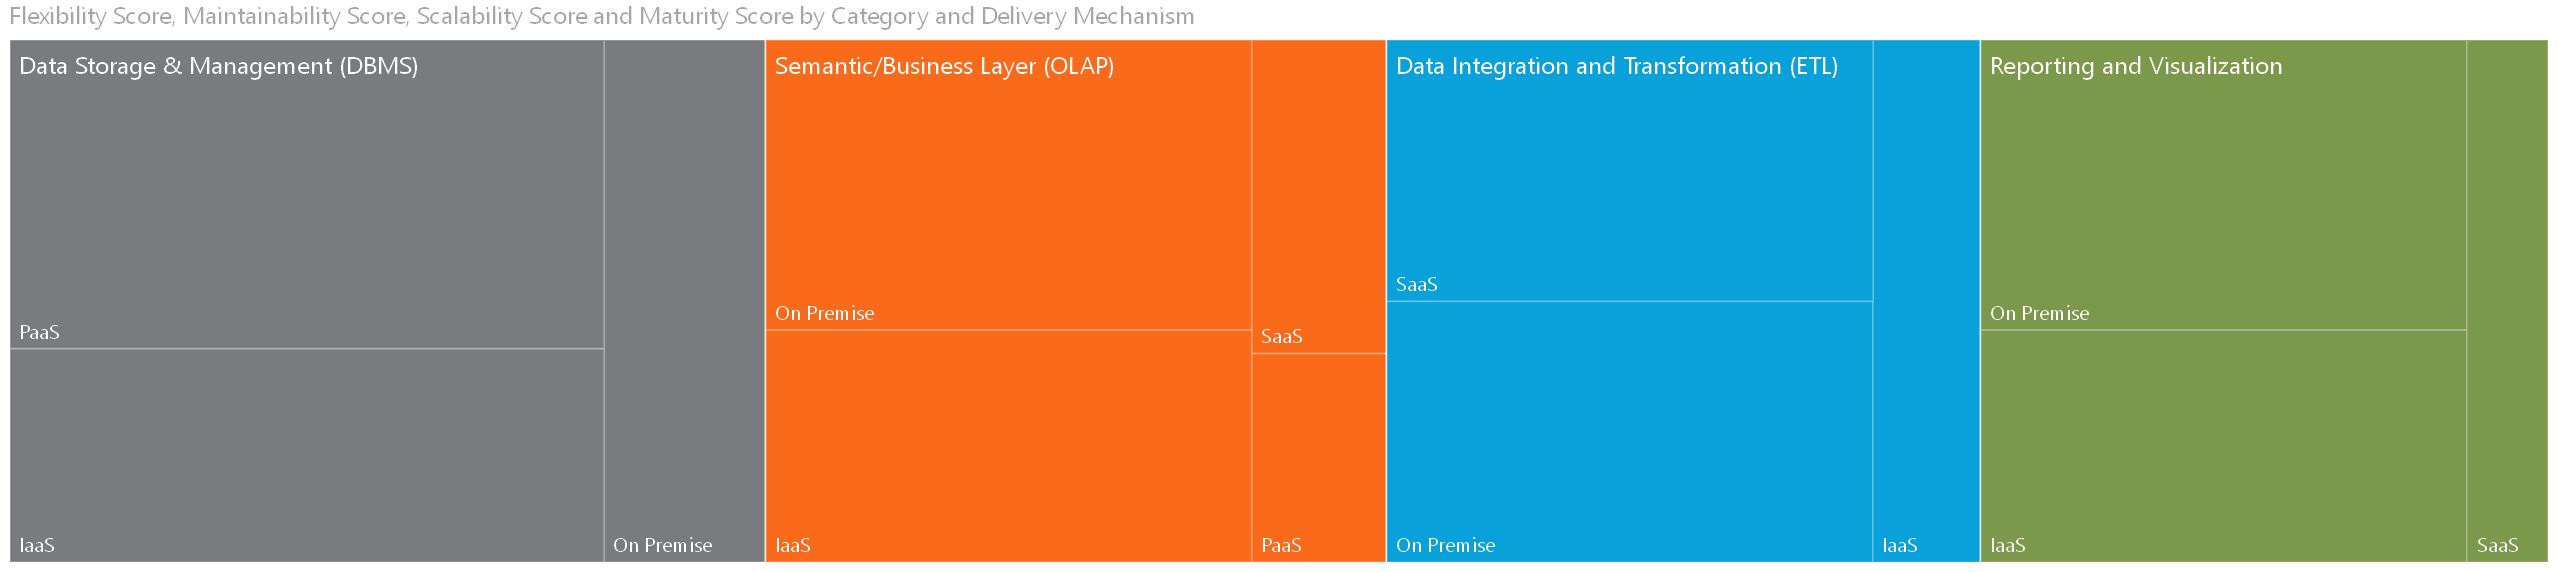 Flexibility Score, Maintainability Score, Scalability Score and Maturity Score by Category and Delivery Mechanism
Data Storage & Management (DBMS)
PaaS
IaaS
On Premise
Semantic/Business Layer (OLAP)
On Premise
IaaS
SaaS
PaaS
Data Integration and Transformation (ETL)
SaaS
On Premise
IaaS
Reporting and Visualization
On Premise
IaaS
SaaS